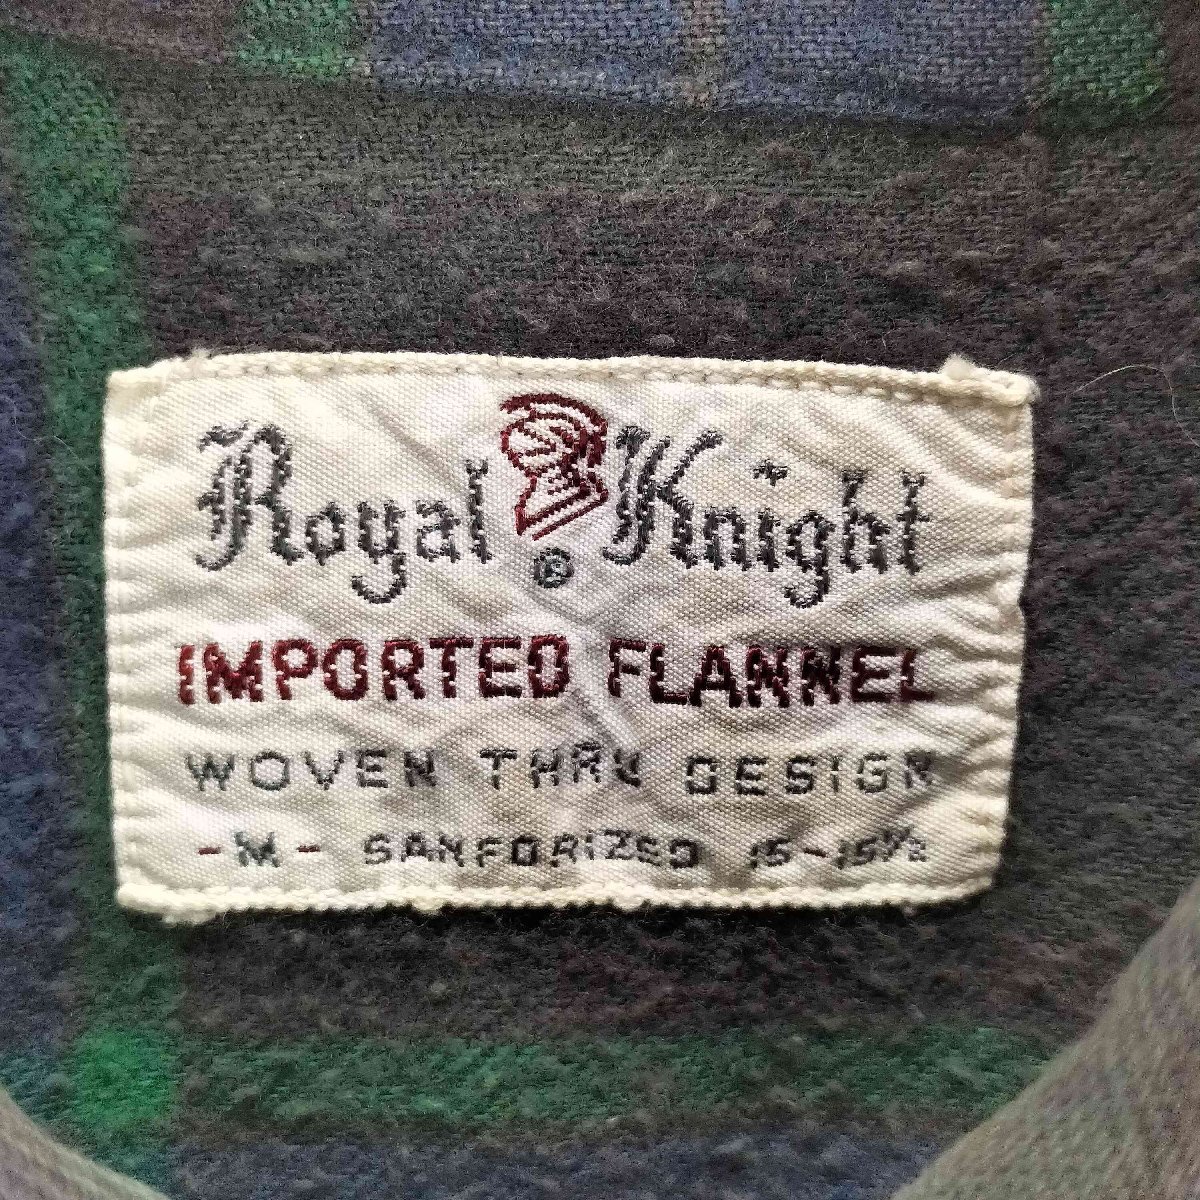 Royal Knight
®
IMPORTED FLANNEL
WOVEN THRU DESIGN
-M- SANFORIZED 15-15½